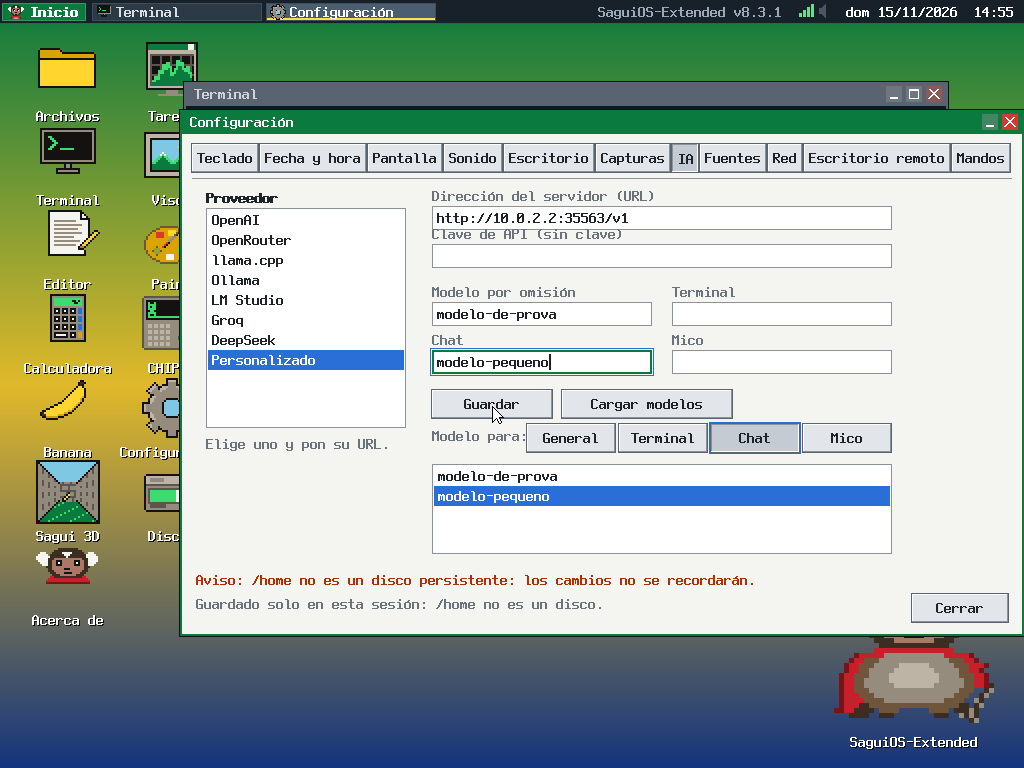 Inicio Terminal Configuración SaguiOS-Extended v8.3.1 dom 15/11/2026 14:55
Archivos
Terminal
Editor
Calculadora
CHIP
Banana
Sagui 3D
Acerca de
Terminal
Configuración
Teclado Fecha y hora Pantalla Sonido Escritorio Capturas IA Fuentes Red Escritorio remoto Mandos
Proveedor
OpenAI
OpenRouter
llama.cpp
Ollama
LM Studio
Groq
DeepSeek
Personalizado
Elige uno y pon su URL.
Dirección del servidor (URL)
http://10.0.2.2:35563/v1
Clave de API (sin clave)
Modelo por omisión Terminal
modelo-de-prova
Chat Mico
modelo-pequeno
Guardar Cargar modelos
Modelo para: General Terminal Chat Mico
modelo-de-prova
modelo-pequeno
Aviso: /home no es un disco persistente: los cambios no se recordarán.
Guardado solo en esta sesión: /home no es un disco.
Cerrar
SaguiOS-Extended